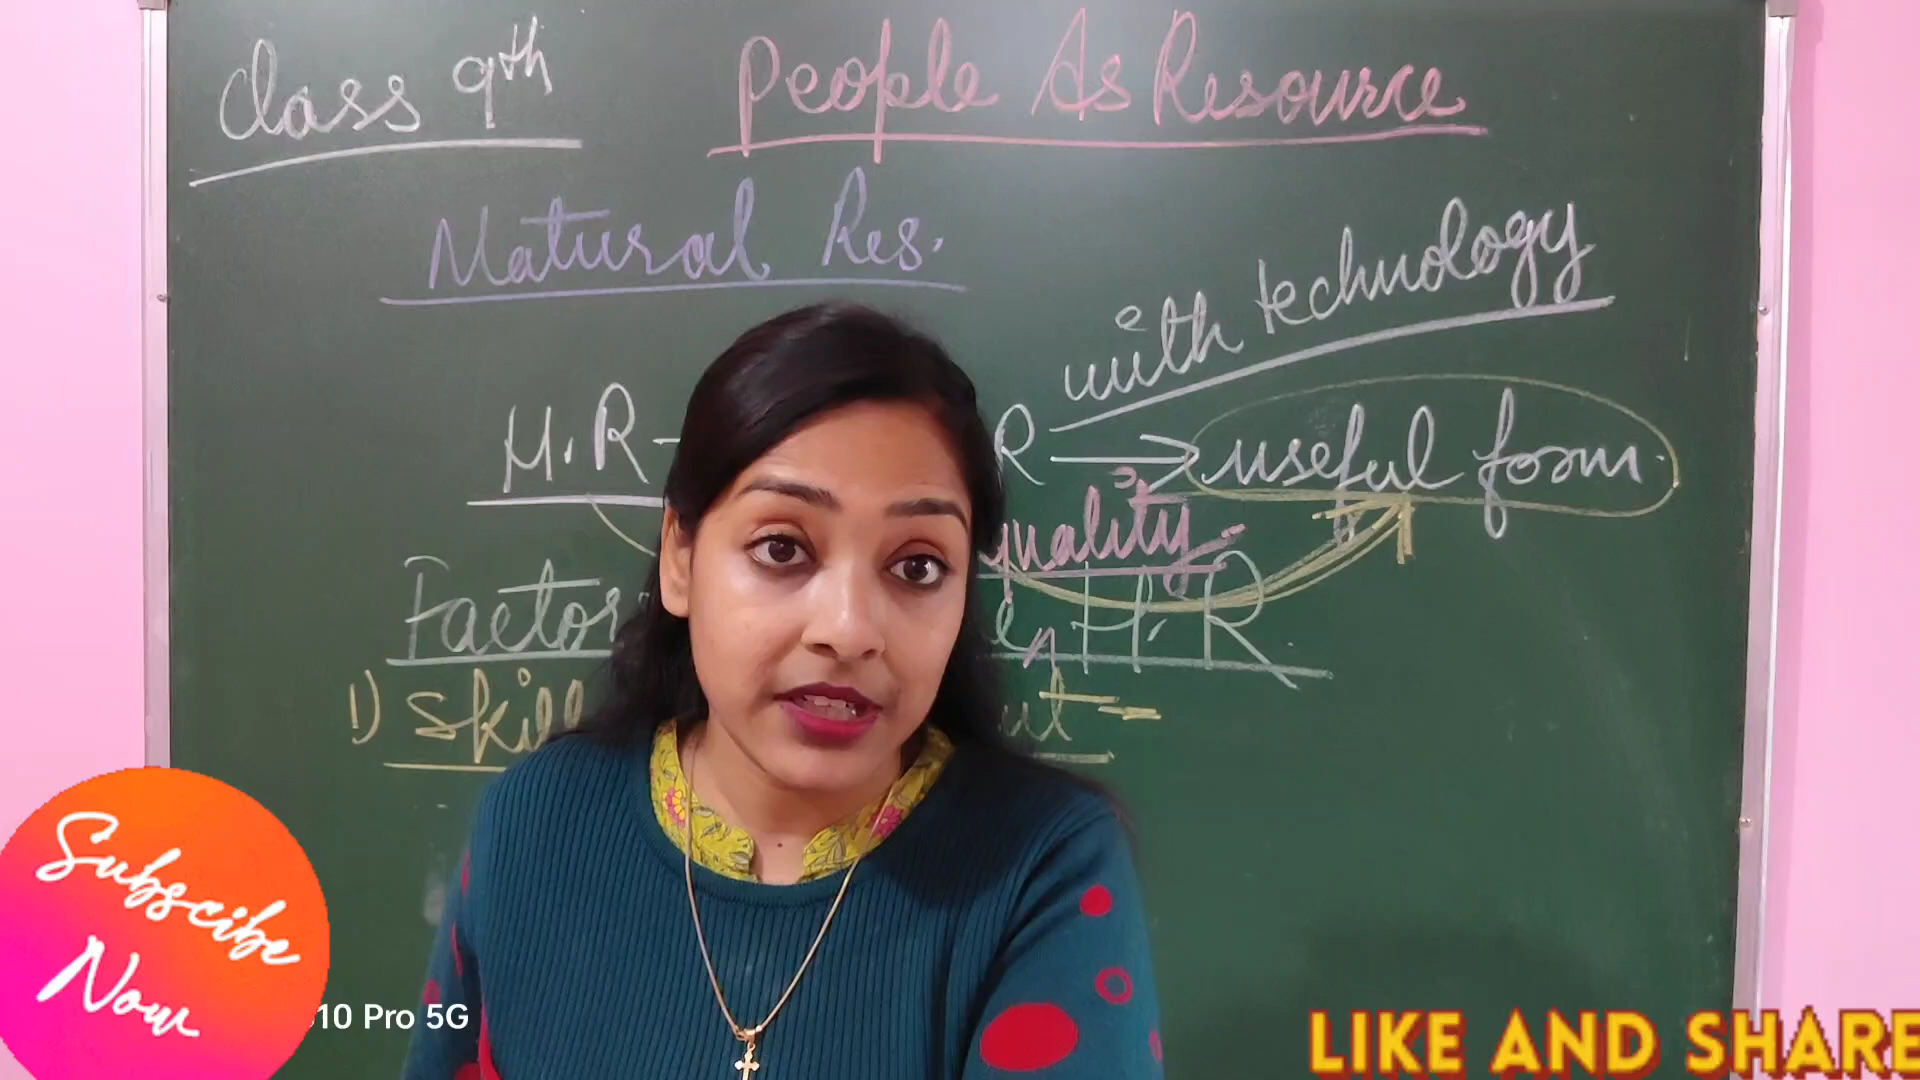 Class 9th
People As Resource
Natural Res.
with technology
H.R
R → useful form.
quality
Factor
H.R.
1) Skill
Subscibe
Now
10 Pro 5G
LIKE AND SHARE